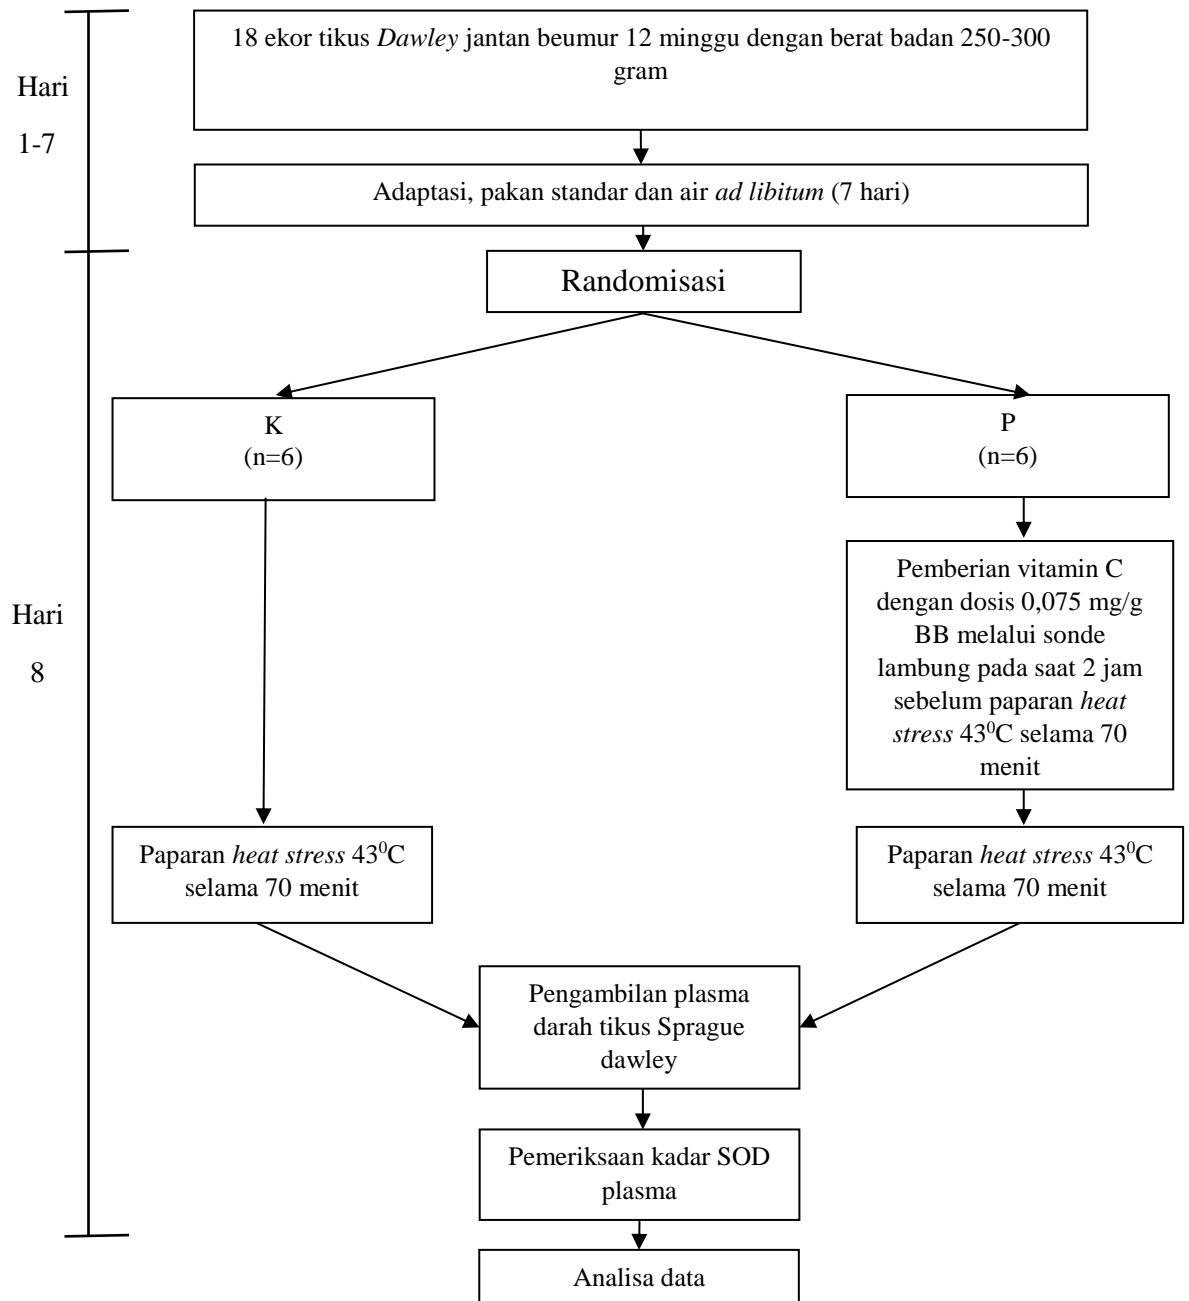 18 ekor tikus Dawley jantan beumur 12 minggu dengan berat badan 250-300
gram
Hari
1-7
Adaptasi, pakan standar dan air ad libitum (7 hari)
Randomisasi
K
(n=6)
P
(n=6)
Pemberian vitamin C
dengan dosis 0,075 mg/g
BB melalui sonde
lambung pada saat 2 jam
sebelum paparan heat
stress 43⁰C selama 70
menit
Hari
8
Paparan heat stress 43⁰C
selama 70 menit
Paparan heat stress 43⁰C
selama 70 menit
Pengambilan plasma
darah tikus Sprague
dawley
Pemeriksaan kadar SOD
plasma
Analisa data